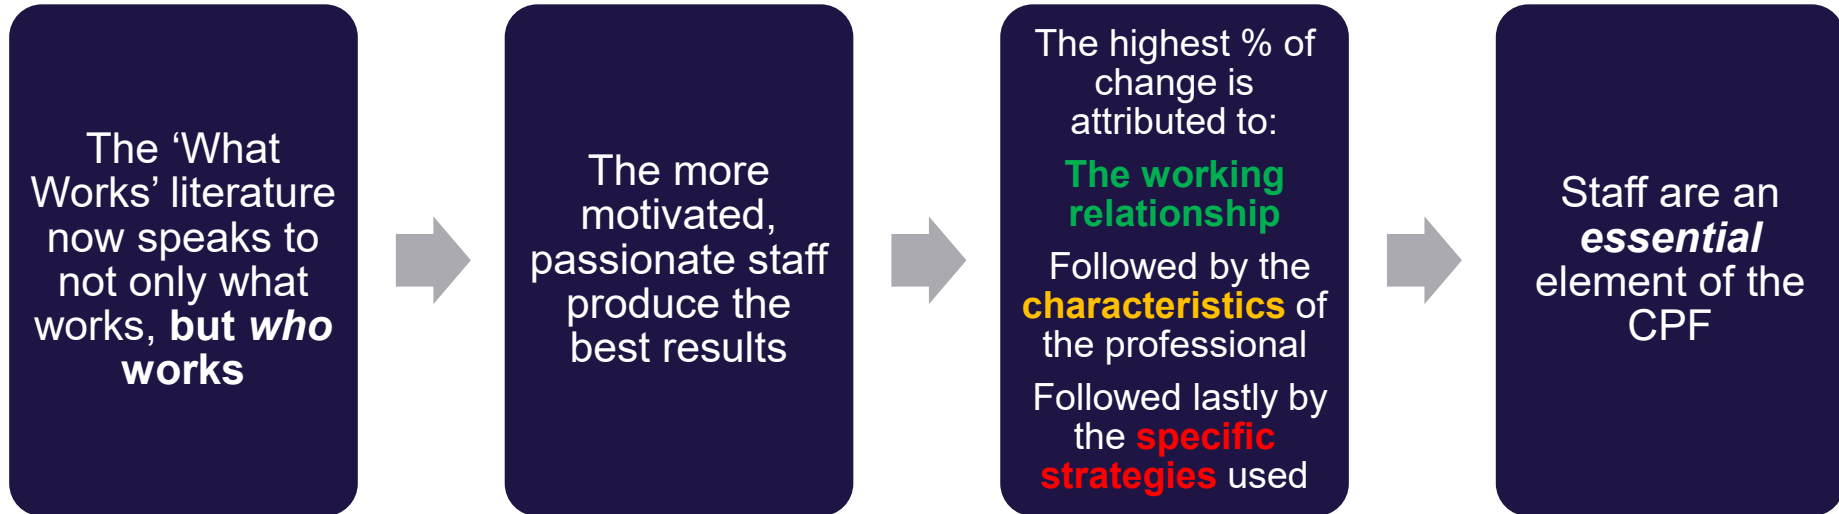 The ‘What
Works’ literature
now speaks to
not only what
works, but who
works
The more
motivated,
passionate staff
produce the
best results
The highest % of
change is
attributed to:
The working
relationship
Followed by the
characteristics of
the professional
Followed lastly by
the specific
strategies used
Staff are an
essential
element of the
CPF